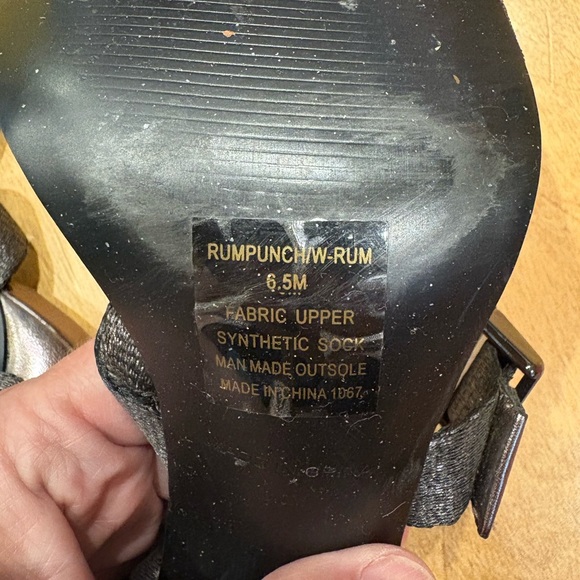 RUMPUNCH/W-RUM
6.5M
FABRIC UPPER
SYNTHETIC SOCK
MAN MADE OUTSOLE
MADE IN CHINA 1067